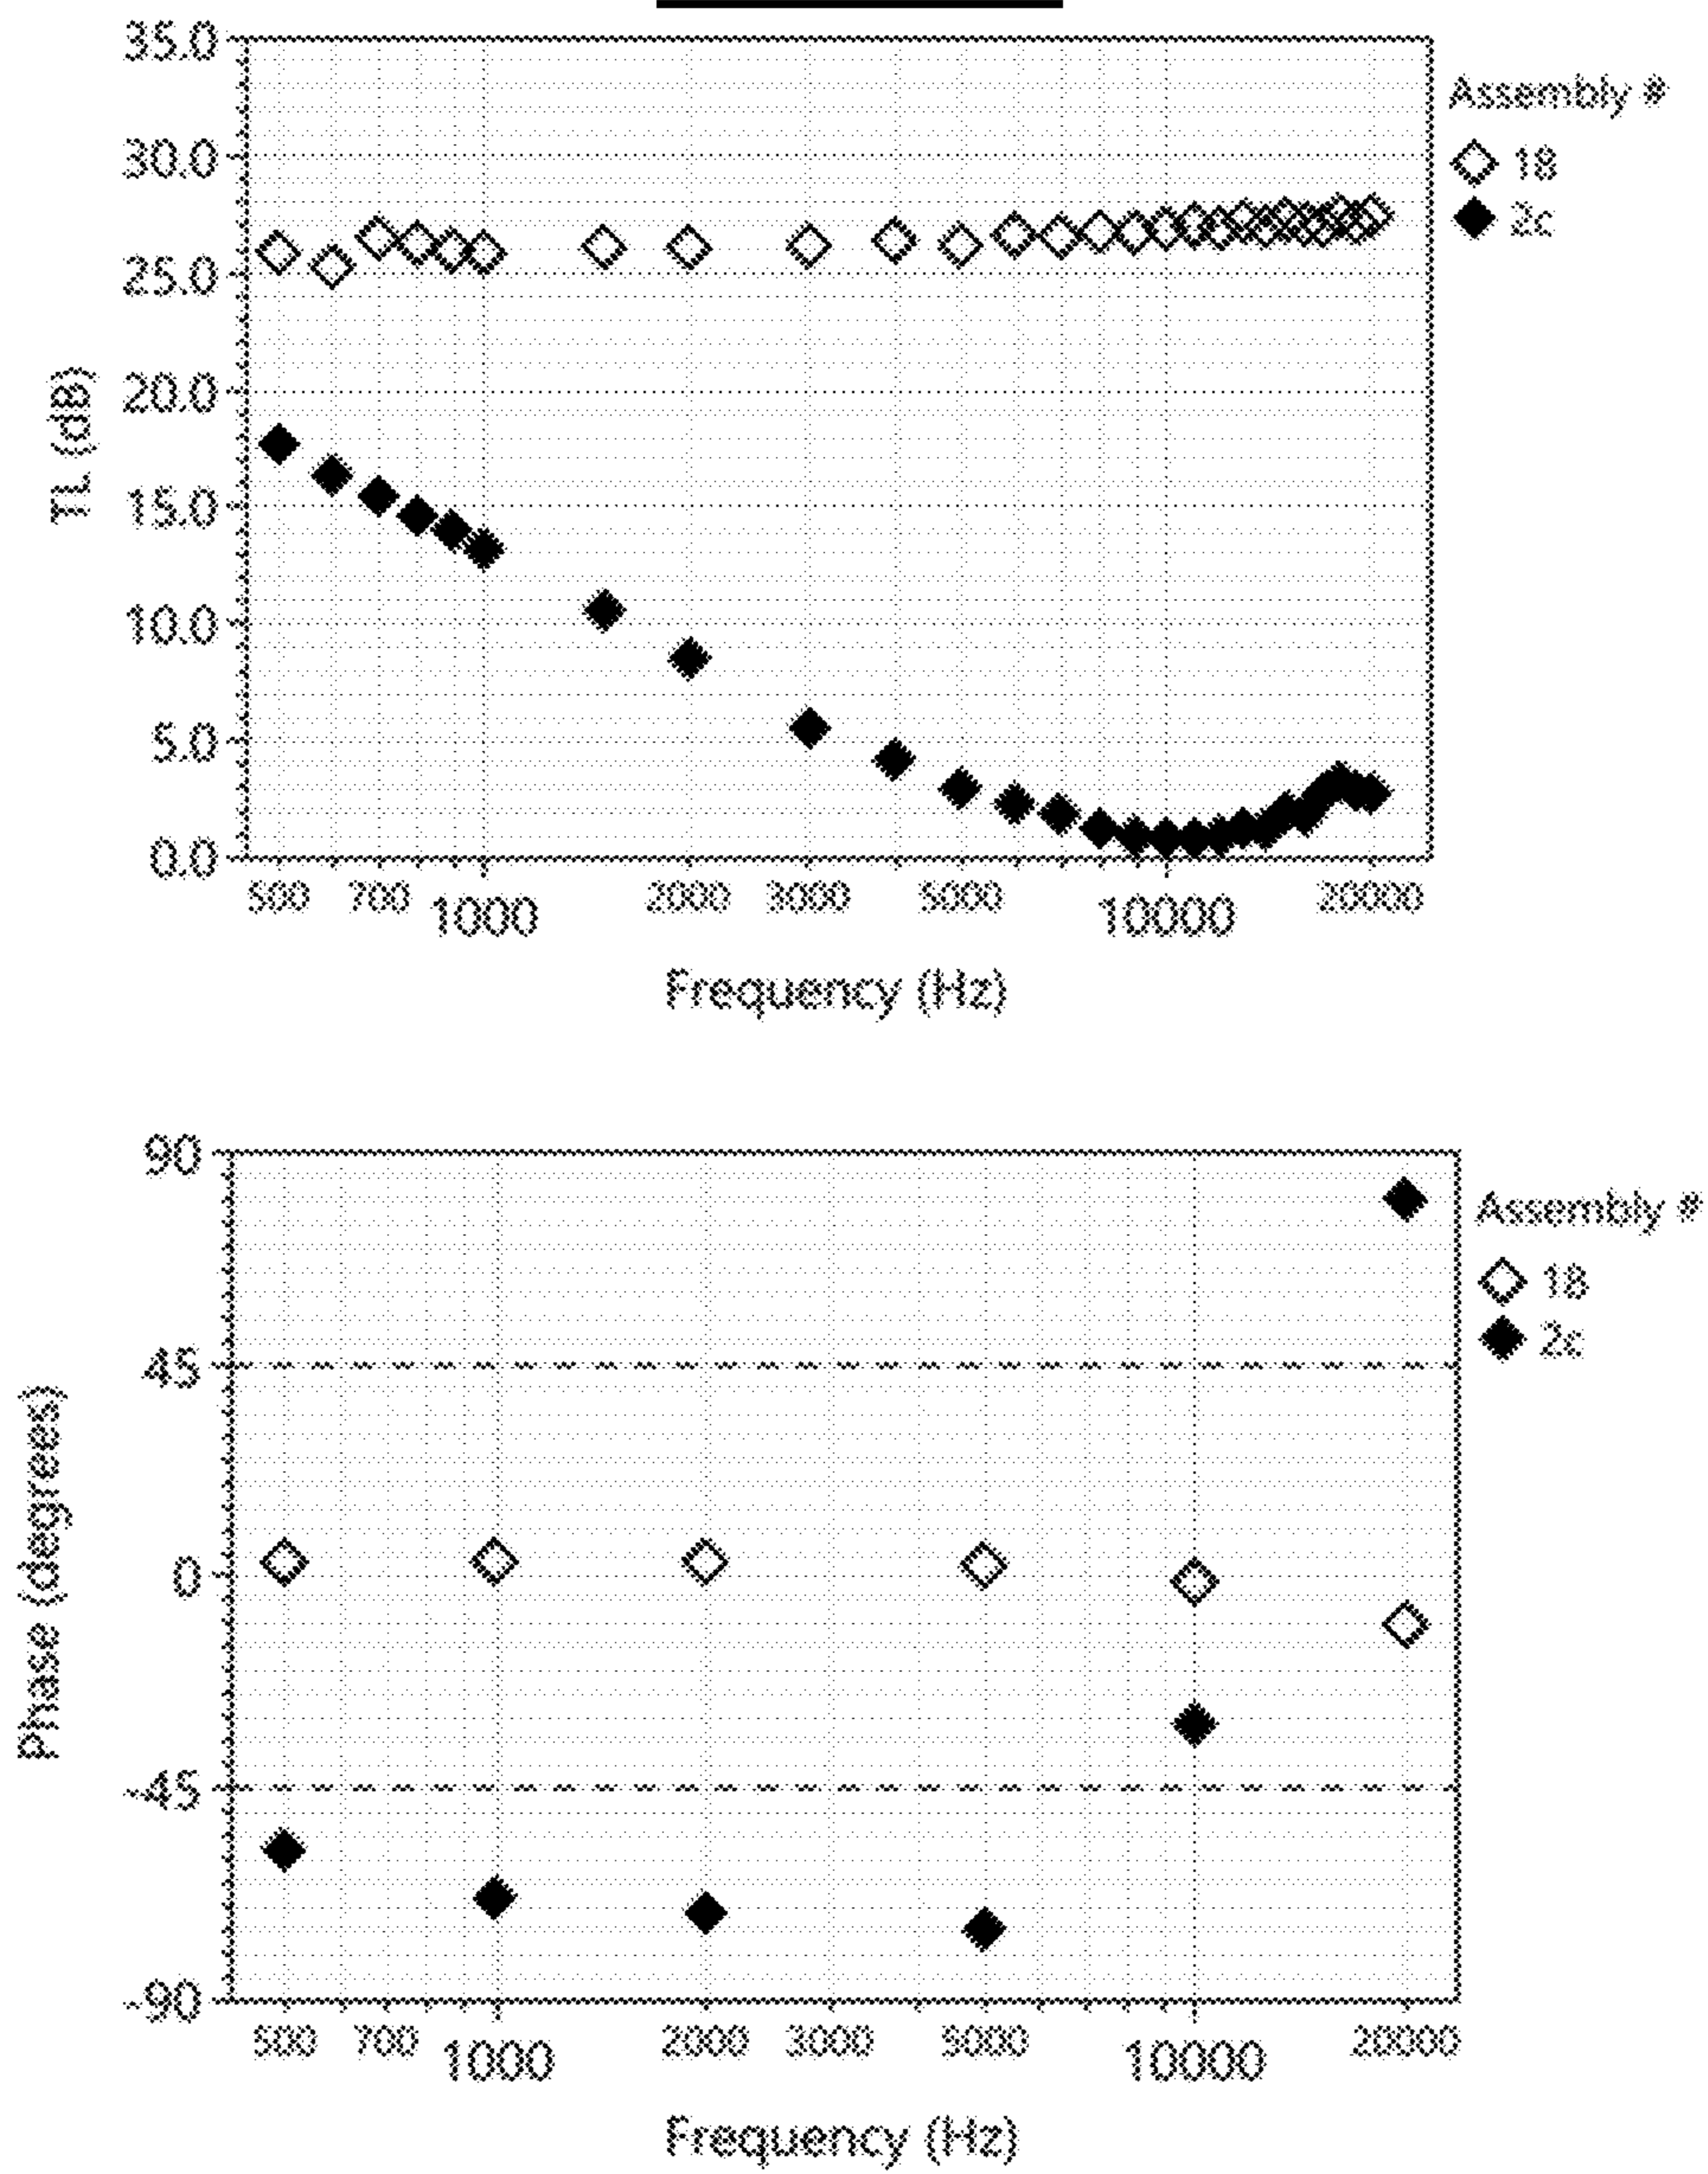 35.0
30.0
25.0
20.0
15.0
10.0
5.0
0.0
TL (dB)
500 700 1000 2000 3000 5000 10000 20000
Frequency (Hz)
Assembly #
18
2c
90
45
0
-45
-90
Phase (degrees)
500 700 1000 2000 3000 5000 10000 20000
Frequency (Hz)
Assembly #
18
2c